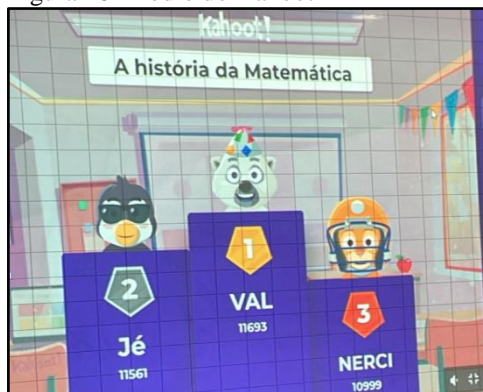 Kahoot!
A história da Matemática
1
VAL
11693
2
Jé
11561
3
NERCI
10999